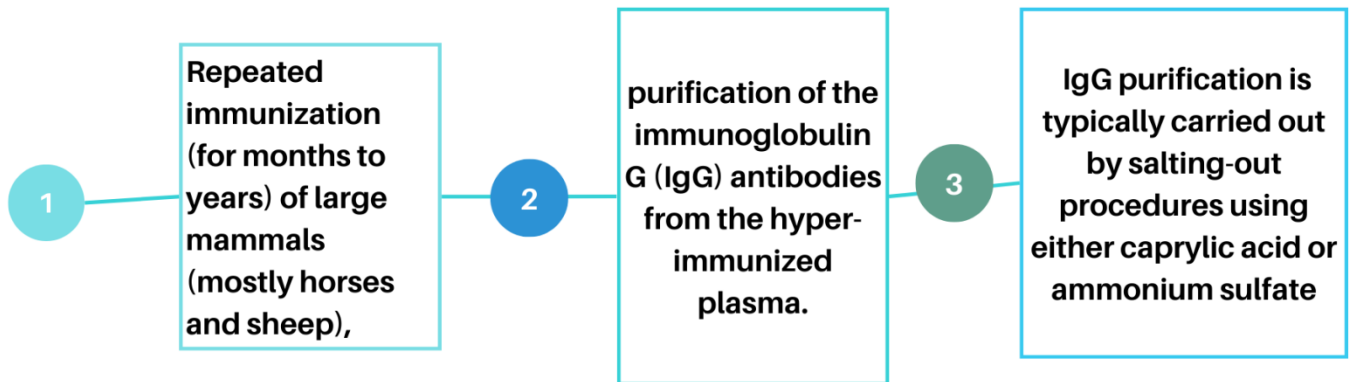 1
Repeated
immunization
(for months to
years) of large
mammals
(mostly horses
and sheep),
2
purification of the
immunoglobulin
G (IgG) antibodies
from the hyper-
immunized
plasma.
3
IgG purification is
typically carried out
by salting-out
procedures using
either caprylic acid or
ammonium sulfate